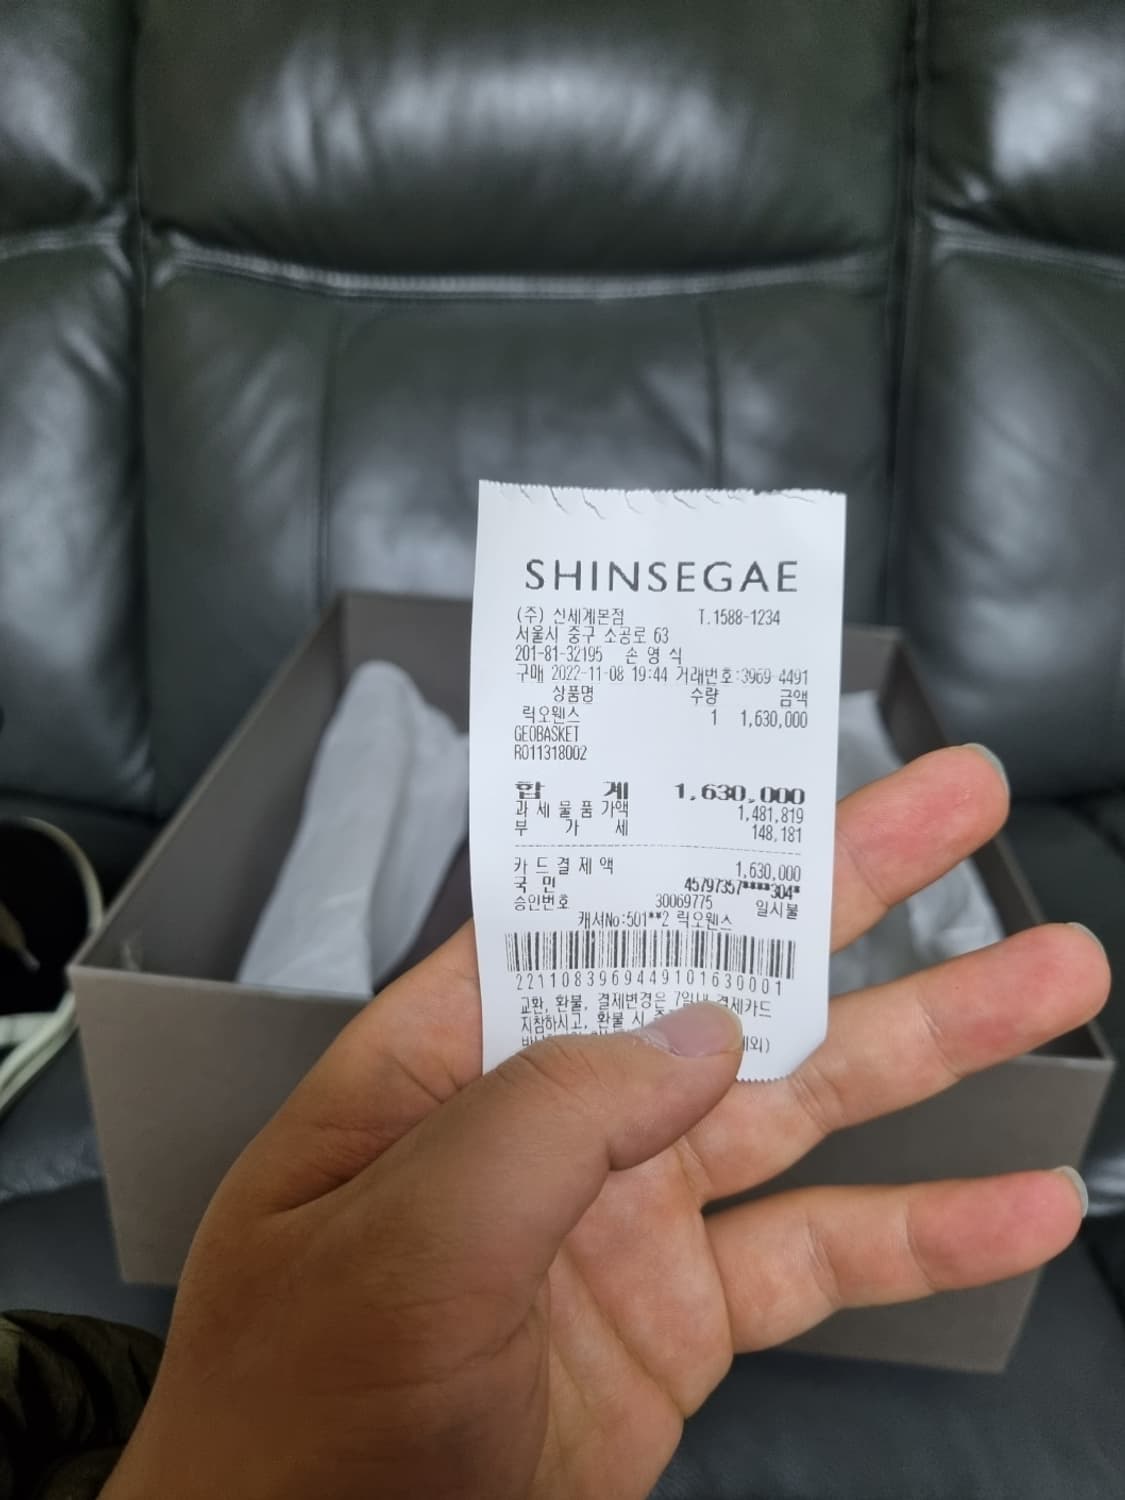 SHINSEGAE
(주) 신세계본점 T.1588-1234
서울시 중구 소공로 63
201-81-32195 손 영 식
구매 2022-11-08 19:44 거래번호:3969-4491
상품명 수량 금액
릭오웬스 1 1,630,000
GEOBASKET
RO11318002
합 계 1,630,000
과 세 물 품 가액 1,481,819
부 가 세 148,181
카 드 결 제 액 1,630,000
국 민 45797357****304*
승인번호 30069775 일시불
캐셔No:501**2 릭오웬스
2211083969449101630001
교환, 환불, 결제변경은 7일내 결제카드
지참하시고, 환불 시